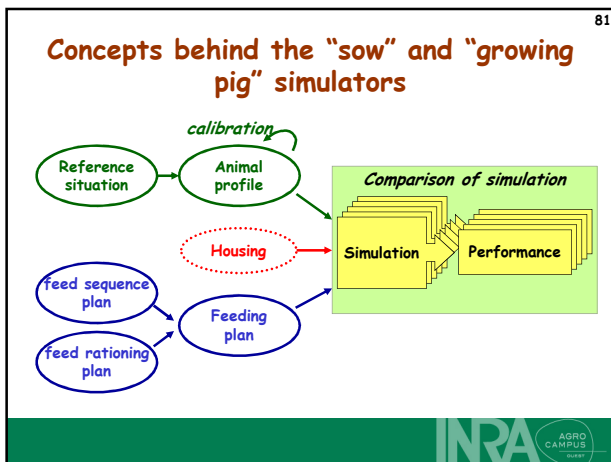 81
Concepts behind the “sow” and “growing
pig” simulators
calibration
Reference
situation
Animal
profile
Comparison of simulation
Housing
Simulation
Performance
feed sequence
plan
Feeding
plan
feed rationing
plan
INRA
AGRO
CAMPUS
OUEST